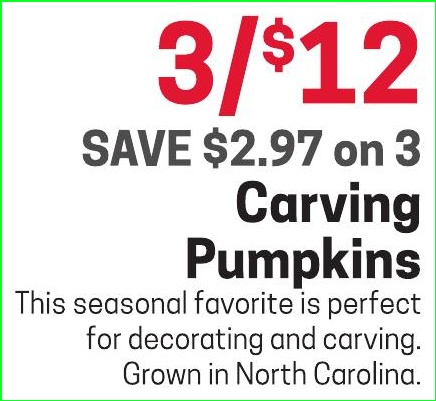 3/$12
SAVE $2.97 on 3
Carving
Pumpkins
This seasonal favorite is perfect
for decorating and carving.
Grown in North Carolina.